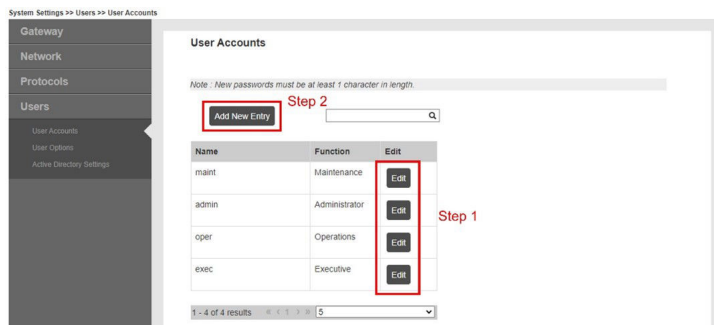 System Settings >> Users >> User Accounts
Gateway
Network
Protocols
Users
User Accounts
User Options
Active Directory Settings
User Accounts
Note : New passwords must be at least 1 character in length.
Step 2
Add New Entry
Name Function Edit
maint Maintenance Edit
admin Administrator Edit
Step 1
oper Operations Edit
exec Executive Edit
1 - 4 of 4 results « ‹ 1 › » 5